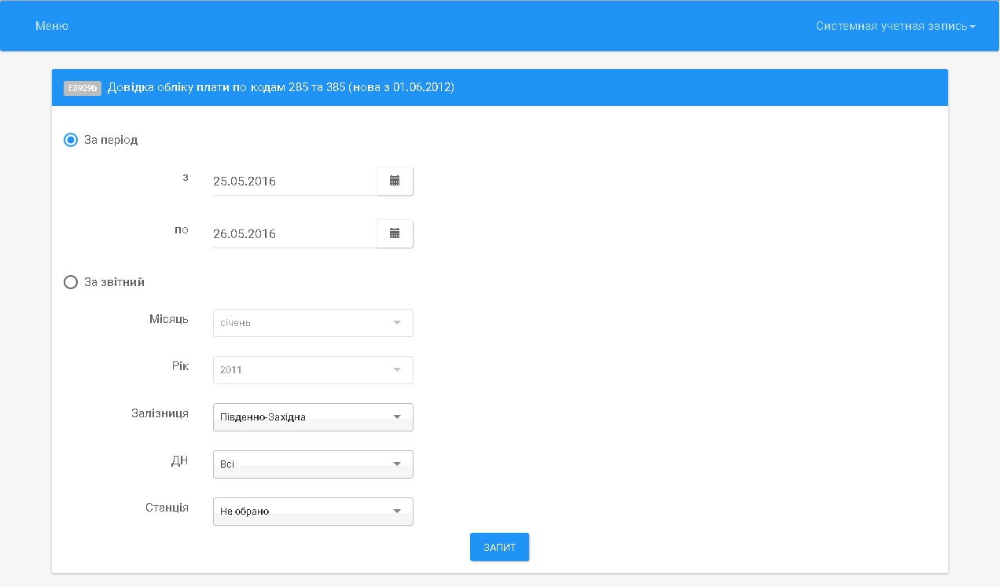 Меню
Системная учетная запись
E8929b Довідка обліку плати по кодам 285 та 385 (нова з 01.06.2012)
За період
з 25.05.2016
по 26.05.2016
За звітний
Місяць січень
Рік 2011
Залізниця Південно-Західна
ДН Всі
Станція Не обрано
ЗАПИТ